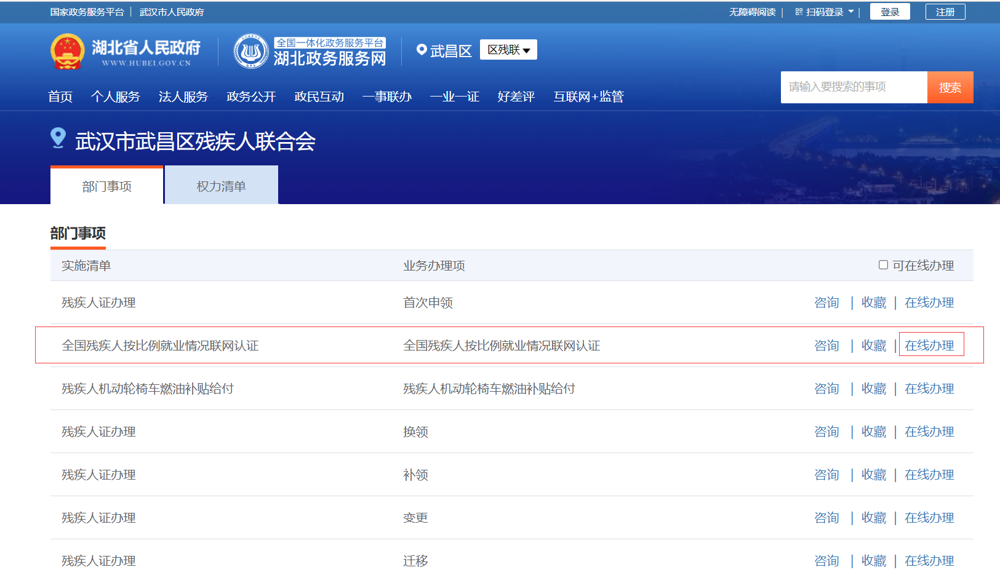 国家政务服务平台 | 武汉市人民政府 无障碍阅读 | 扫码登录 | 登录 注册
湖北省人民政府
WWW.HUBEI.GOV.CN
全国一体化政务服务平台
湖北政务服务网
武昌区 区残联
首页 个人服务 法人服务 政务公开 政民互动 一事联办 一业一证 好差评 互联网+监管
请输入要搜索的事项 搜索
武汉市武昌区残疾人联合会
部门事项 权力清单
部门事项
实施清单 业务办理项 可在线办理
残疾人证办理 首次申领 咨询 | 收藏 | 在线办理
全国残疾人按比例就业情况联网认证 全国残疾人按比例就业情况联网认证 咨询 | 收藏 | 在线办理
残疾人机动轮椅车燃油补贴给付 残疾人机动轮椅车燃油补贴给付 咨询 | 收藏 | 在线办理
残疾人证办理 换领 咨询 | 收藏 | 在线办理
残疾人证办理 补领 咨询 | 收藏 | 在线办理
残疾人证办理 变更 咨询 | 收藏 | 在线办理
残疾人证办理 迁移 咨询 | 收藏 | 在线办理